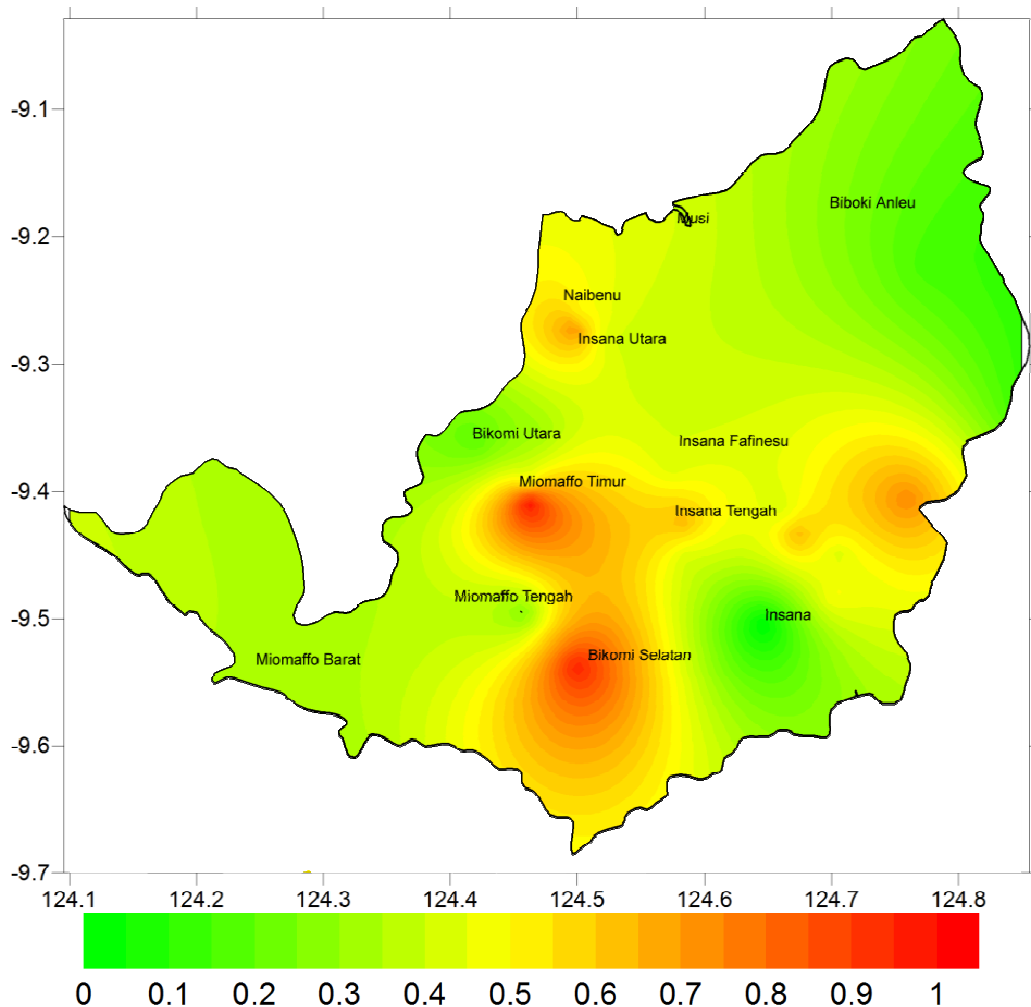 -9.1
Biboki Anleu
-9.2
Musi
Naibenu
-9.3
Insana Utara
Bikomi Utara
Insana Fafinesu
-9.4
Miomaffo Timur
Insana Tengah
-9.5
Miomaffo Tengah
Insana
Miomaffo Barat
Bikomi Selatan
-9.6
-9.7
124.1 124.2 124.3 124.4 124.5 124.6 124.7 124.8
0 0.1 0.2 0.3 0.4 0.5 0.6 0.7 0.8 0.9 1